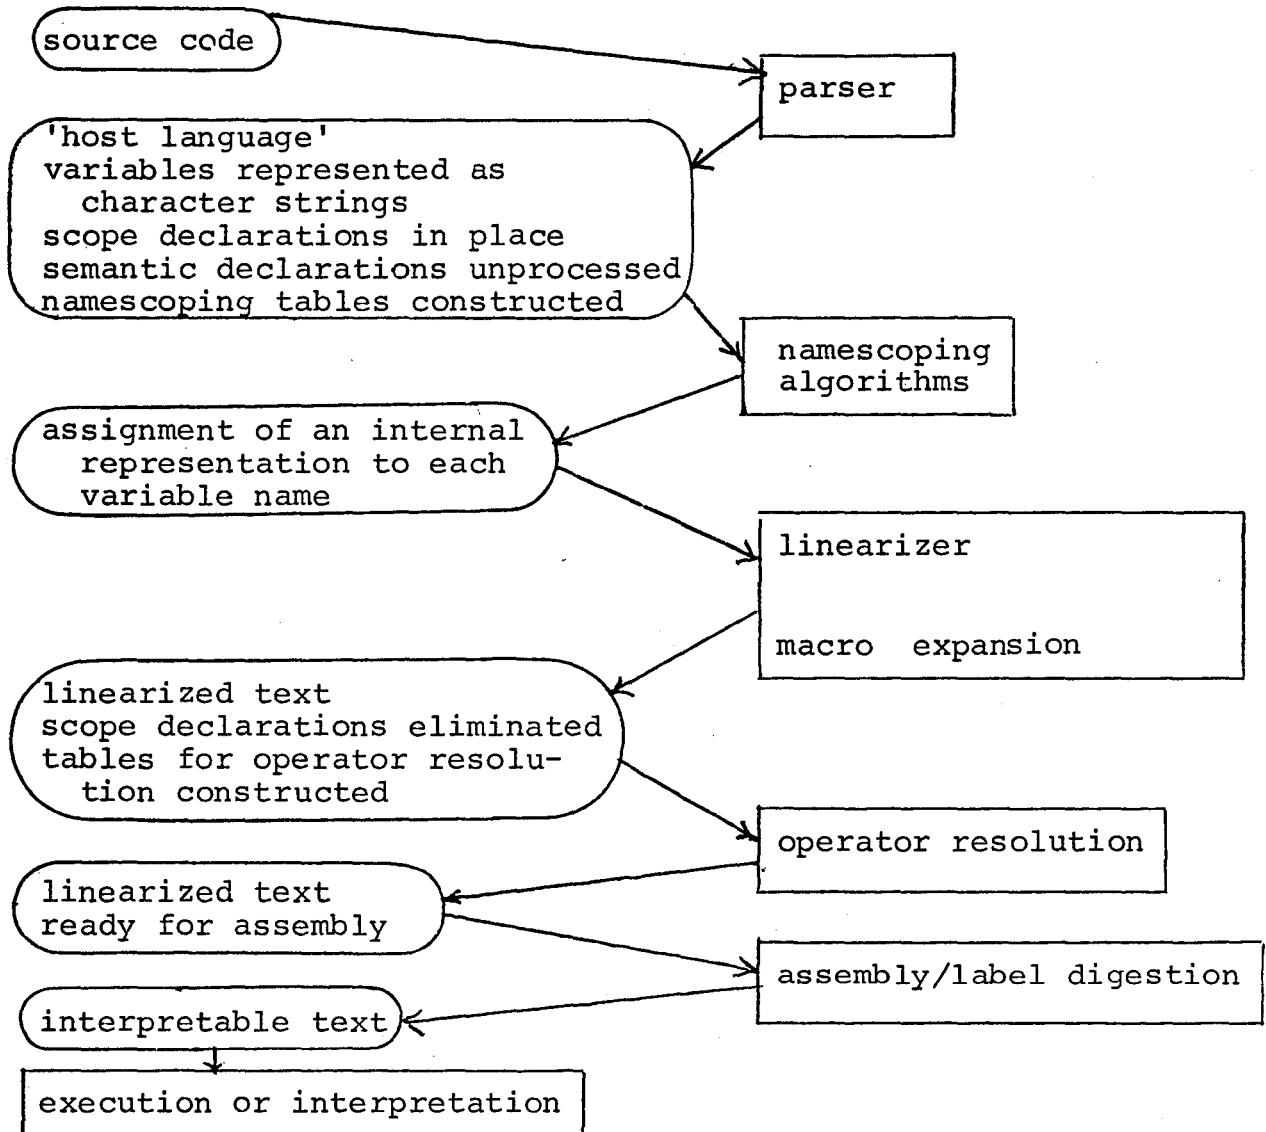 source code
parser
'host language'
variables represented as
character strings
scope declarations in place
semantic declarations unprocessed
namescoping tables constructed
namescoping
algorithms
assignment of an internal
representation to each
variable name
linearizer
macro expansion
linearized text
scope declarations eliminated
tables for operator resolu-
tion constructed
operator resolution
linearized text
ready for assembly
assembly/label digestion
interpretable text
execution or interpretation